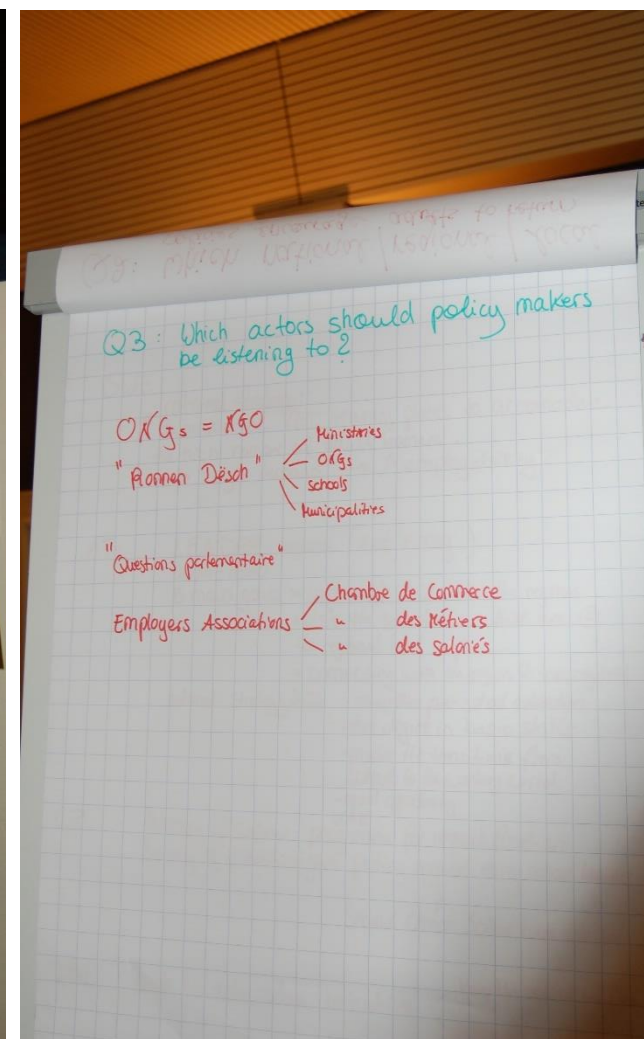 Q3: Which actors should policy makers
be listening to?
ONGs = NGO
"Ronnen Dësch"
Ministries
ONGs
schools
Municipalities
"Questions parlementaire"
Employers Associations
Chambre de Commerce
" des Métiers
" des Salariés